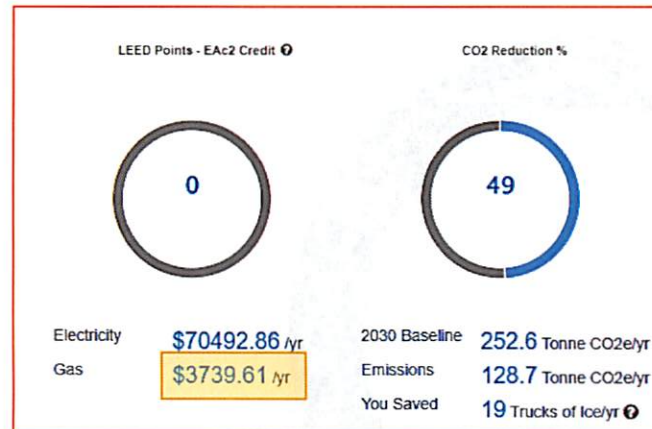 LEED Points - EAc2 Credit ?
0
Electricity $70492.86 /yr
Gas $3739.61 /yr
CO2 Reduction %
49
2030 Baseline 252.6 Tonne CO2e/yr
Emissions 128.7 Tonne CO2e/yr
You Saved 19 Trucks of Ice/yr ?